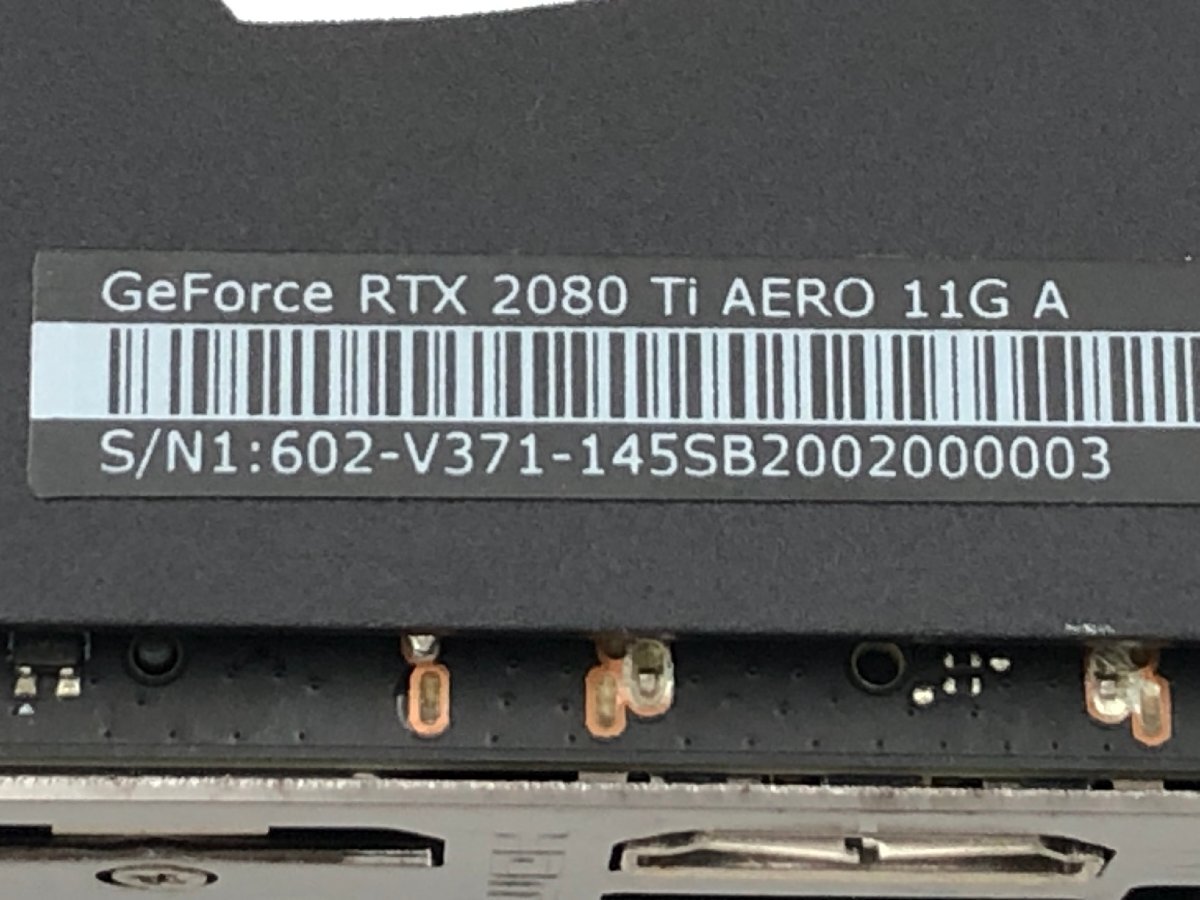 GeForce RTX 2080 Ti AERO 11G A
S/N1:602-V371-145SB2002000003